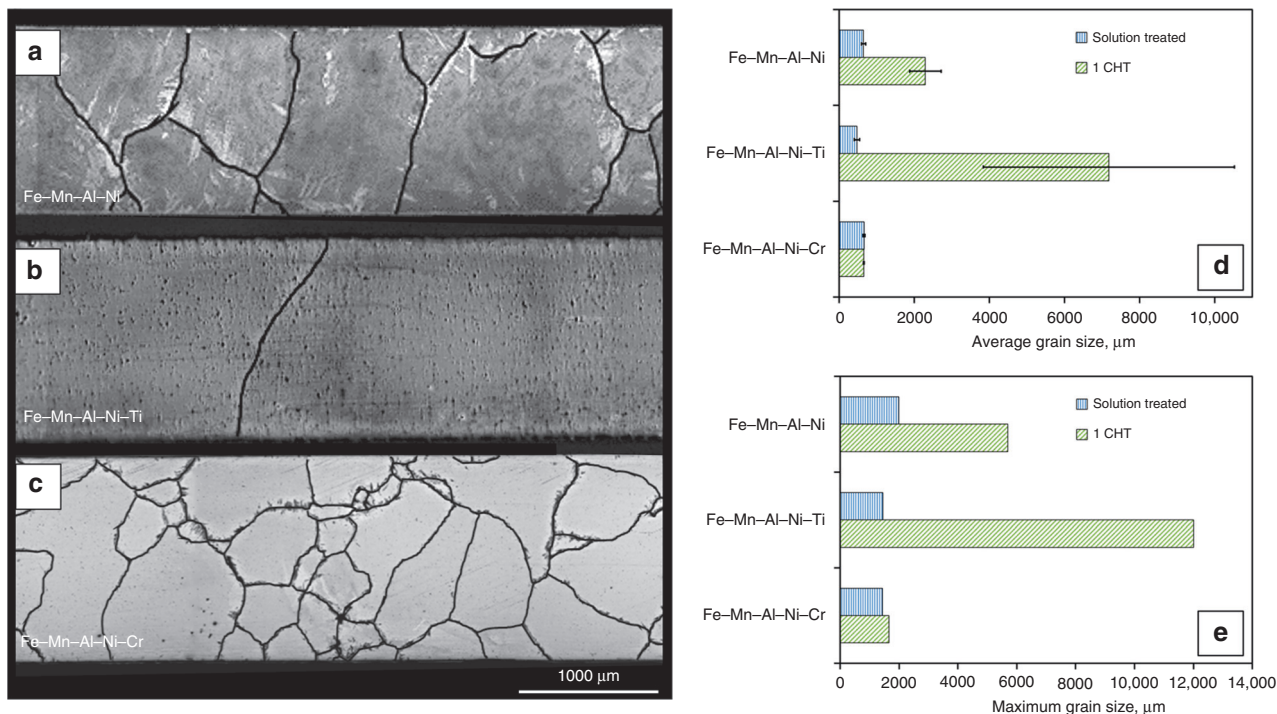 a
Fe–Mn–Al–Ni
b
Fe–Mn–Al–Ni–Ti
c
Fe–Mn–Al–Ni–Cr
1000 μm
Fe–Mn–Al–Ni
Fe–Mn–Al–Ni–Ti
Fe–Mn–Al–Ni–Cr
Solution treated
1 CHT
d
0 2000 4000 6000 8000 10,000
Average grain size, μm
Fe–Mn–Al–Ni
Fe–Mn–Al–Ni–Ti
Fe–Mn–Al–Ni–Cr
Solution treated
1 CHT
e
0 2000 4000 6000 8000 10,000 12,000 14,000
Maximum grain size, μm